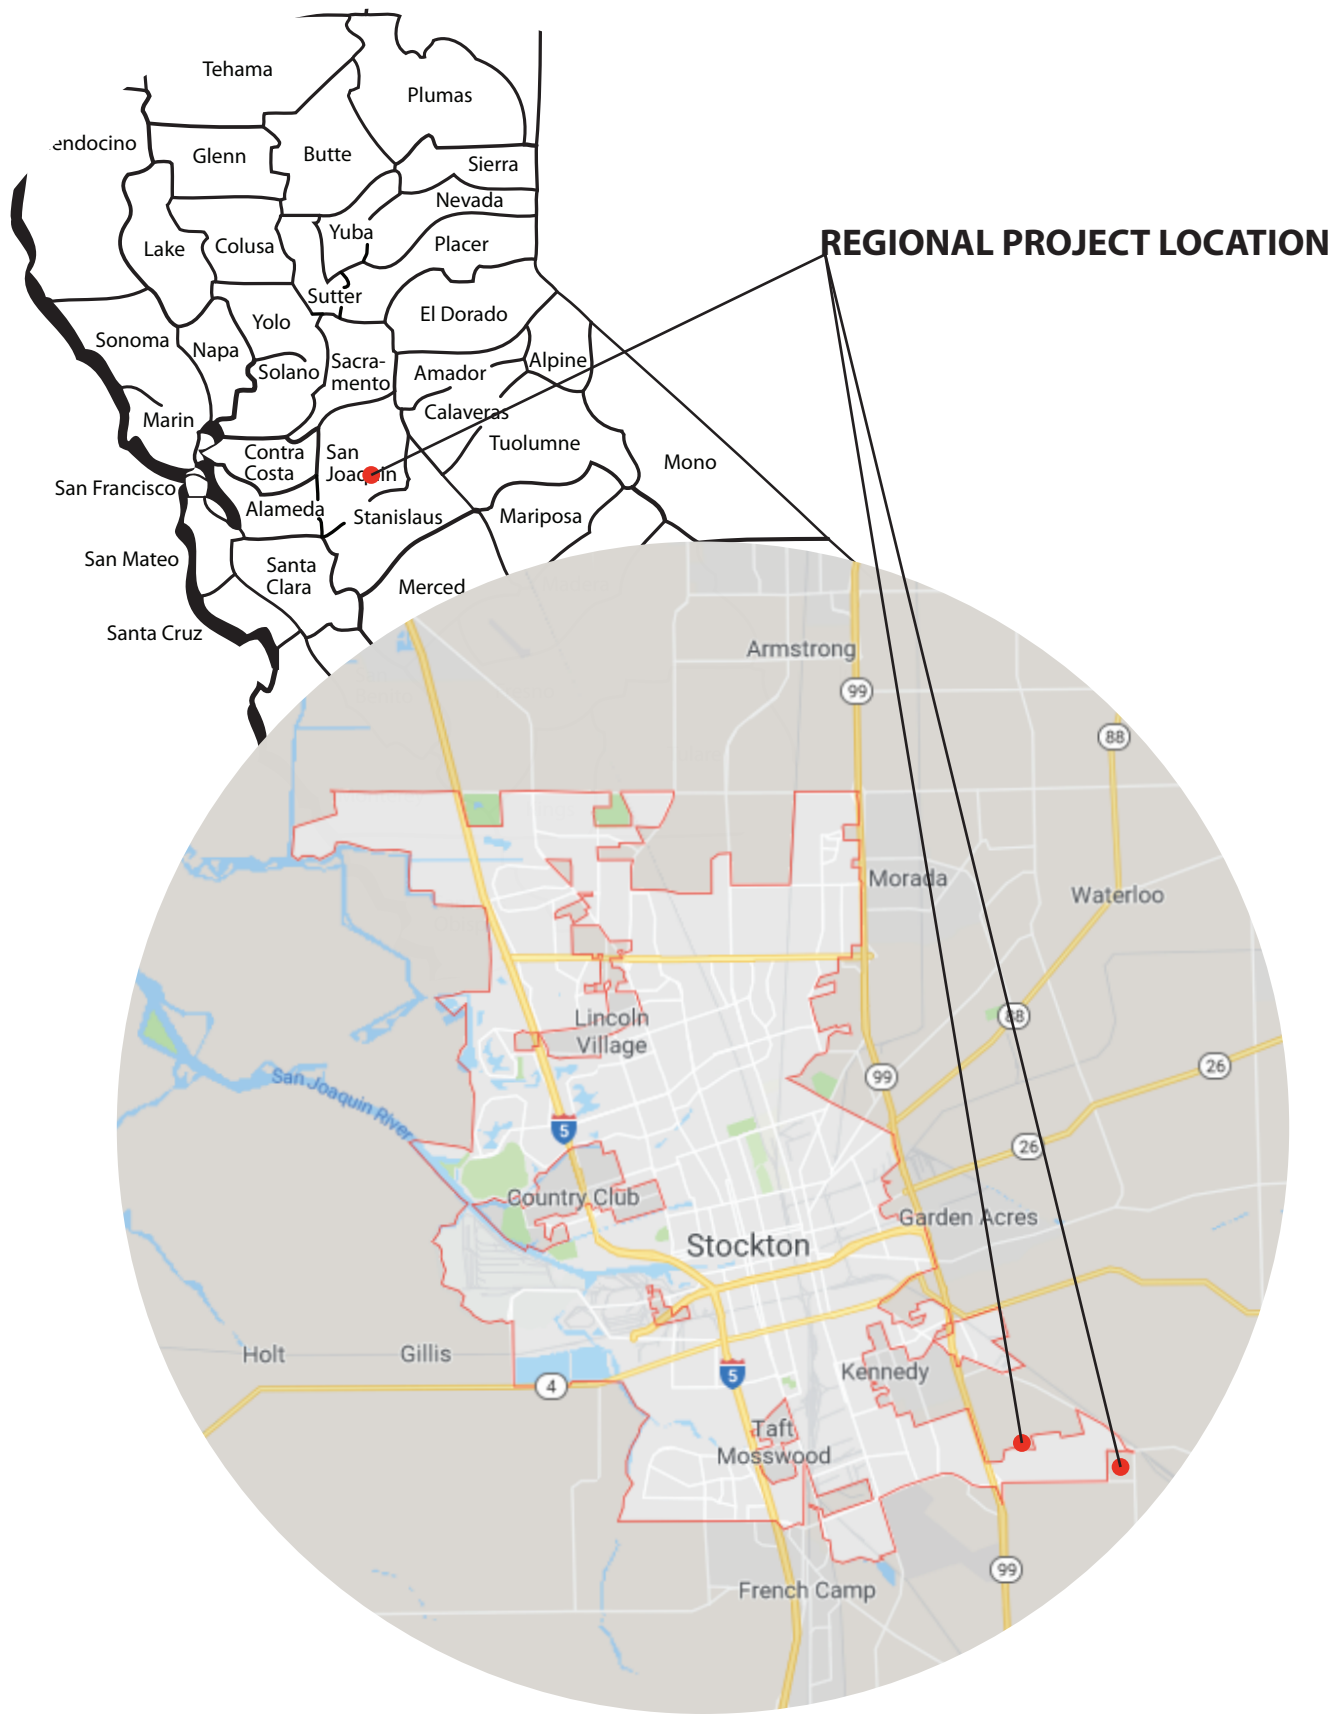 Tehama
Plumas
endocino
Glenn
Butte
Sierra
Nevada
Yuba
Lake
Colusa
Placer
REGIONAL PROJECT LOCATION
Sutter
El Dorado
Yolo
Sonoma
Napa
Solano
Sacra-
mento
Amador
Alpine
Calaveras
Marin
Tuolumne
Contra
Costa
San
Joaquin
Mono
San Francisco
Alameda
Stanislaus
Mariposa
San Mateo
Santa
Clara
Merced
Santa Cruz
Armstrong
99
88
Morada
Waterloo
Lincoln
Village
88
San Joaquin River
99
26
5
26
Country Club
Garden Acres
Stockton
Holt
Gillis
Kennedy
5
4
Taft
Mosswood
99
French Camp